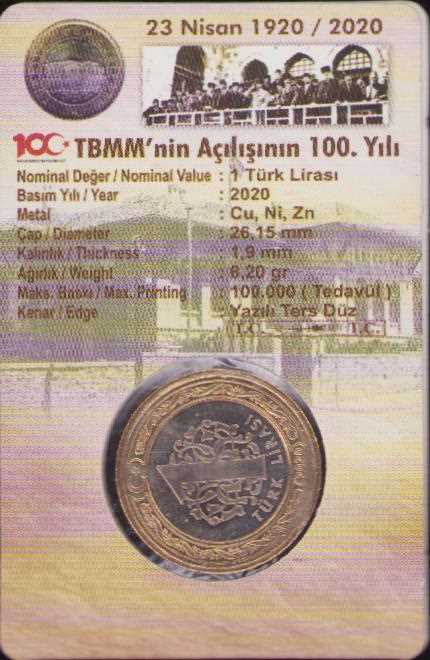 23 Nisan 1920 / 2020
100 TBMM'nin Açılışının 100. Yılı
Nominal Değer / Nominal Value : 1 Türk Lirası
Basım Yılı / Year : 2020
Metal : Cu, Ni, Zn
Çap / Diameter : 26,15 mm
Kalınlık / Thickness : 1,9 mm
Ağırlık / Weight : 8,20 gr
Maks. Baskı / Max. Printing : 100.000 ( Tedavül )
Kenar / Edge : Yazılı Ters Düz
T.C. T.C.
1
TÜRK LİRASI
2020